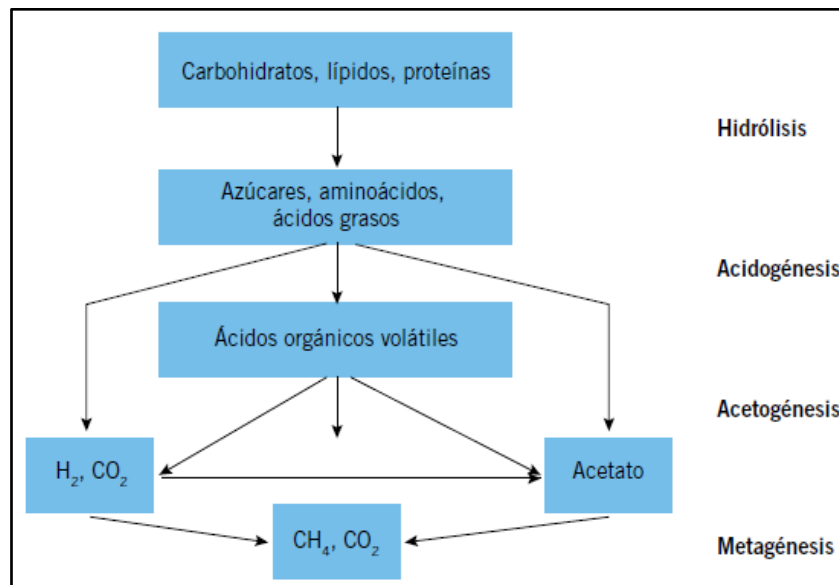 Carbohidratos, lípidos, proteínas
Hidrólisis
Azúcares, aminoácidos,
ácidos grasos
Acidogénesis
Ácidos orgánicos volátiles
Acetogénesis
H₂, CO₂
Acetato
CH₄, CO₂
Metagénesis